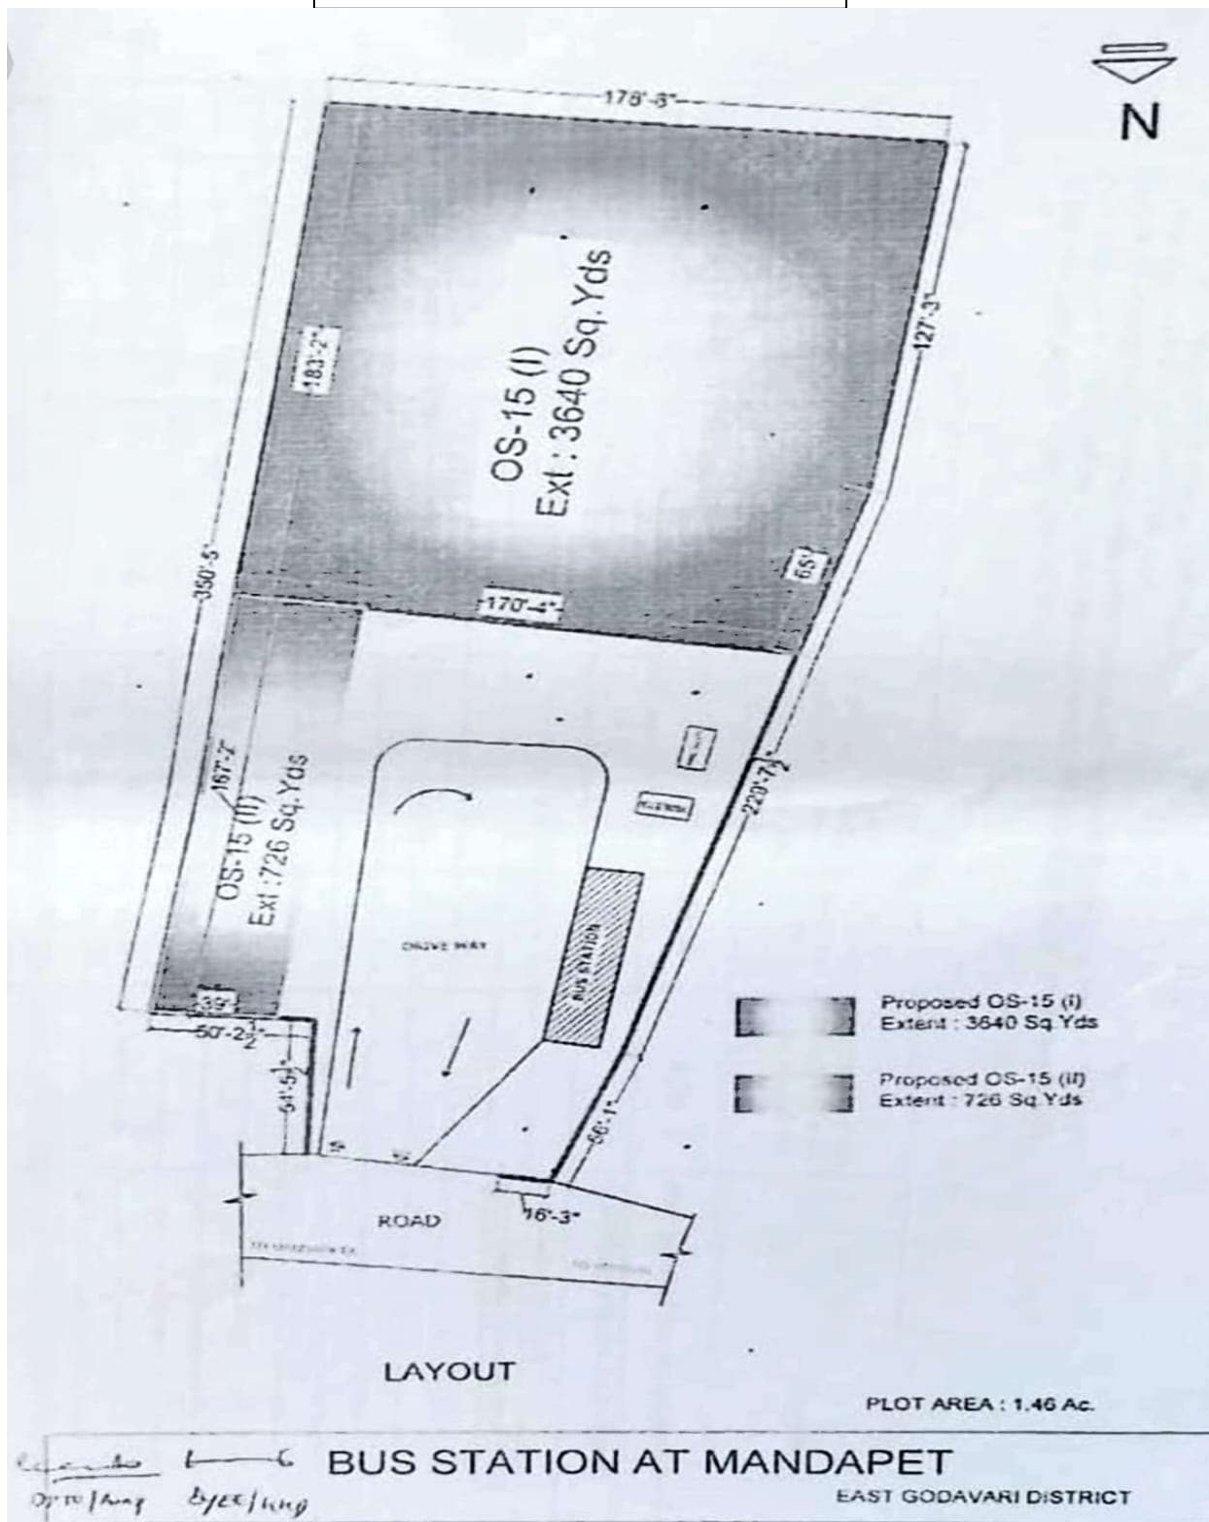 N
178'-8"
127'-3"
183'-2"
OS-15 (I)
Ext : 3640 Sq.Yds
350'-5"
65'
170'-4"
167'-2"
OS-15 (II)
Ext :726 Sq.Yds
220'-7½"
DRIVE WAY
BUS STATION
39'
50'-2½"
Proposed OS-15 (I)
Extent : 3640 Sq.Yds
Proposed OS-15 (II)
Extent : 726 Sq.Yds
66'-1"
16'-3"
ROAD
LAYOUT
PLOT AREA : 1.46 Ac.
BUS STATION AT MANDAPET
EAST GODAVARI DISTRICT